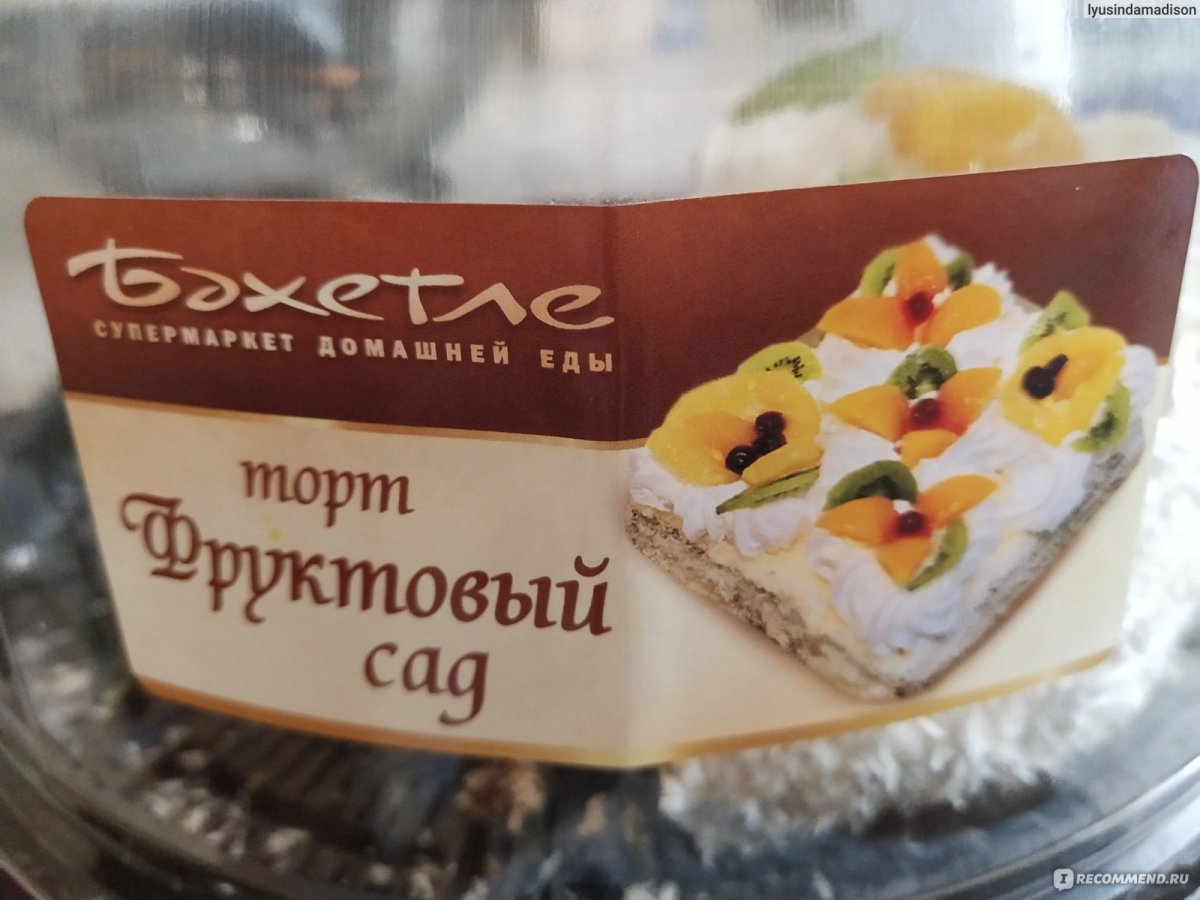 lyusindamadison
Бәхетле
СУПЕРМАРКЕТ ДОМАШНЕЙ ЕДЫ
торт
Фруктовый
сад
IRECOMMEND.RU